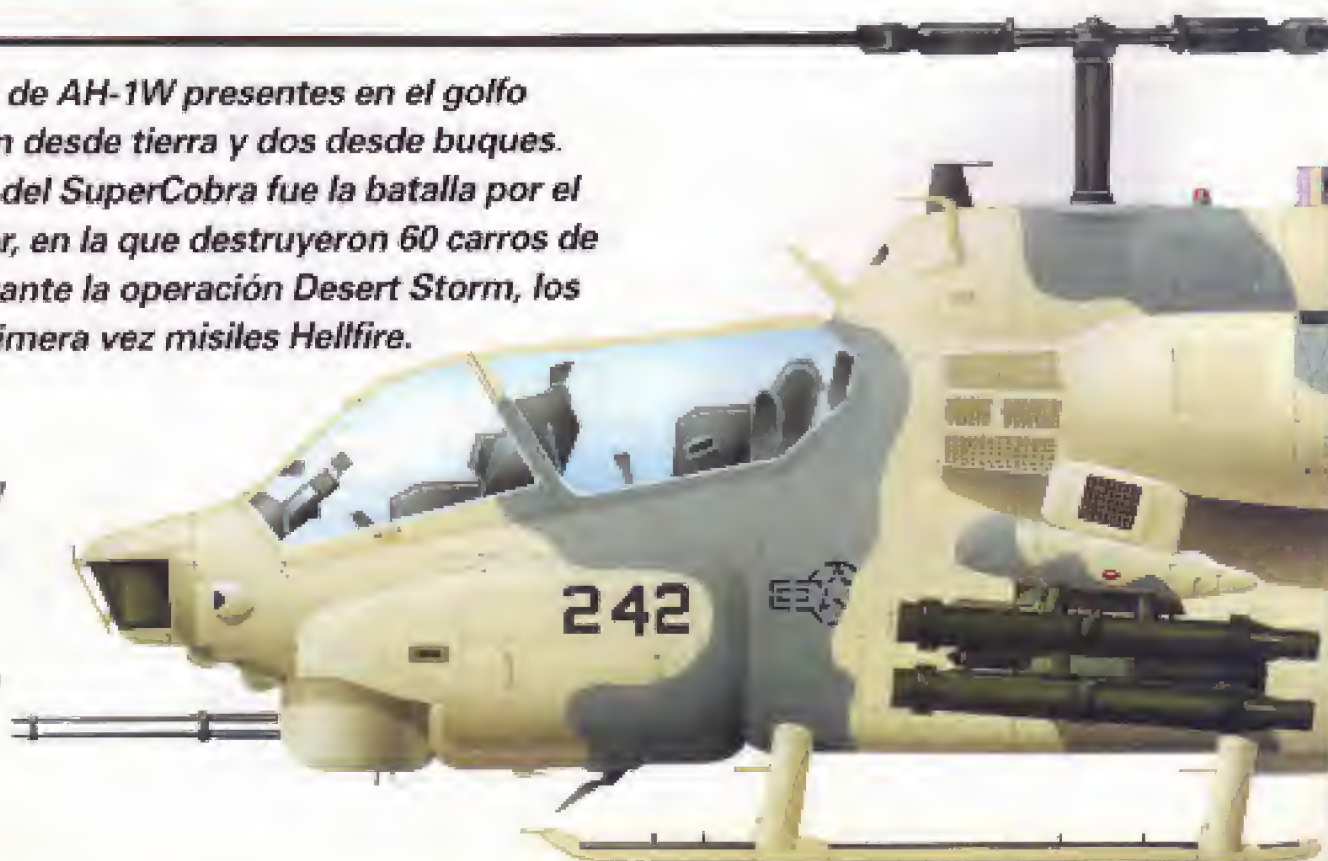 de AH-1W presentes en el golfo
n desde tierra y dos desde buques.
del SuperCobra fue la batalla por el
r, en la que destruyeron 60 carros de
ante la operación Desert Storm, los
imera vez misiles Hellfire.
242